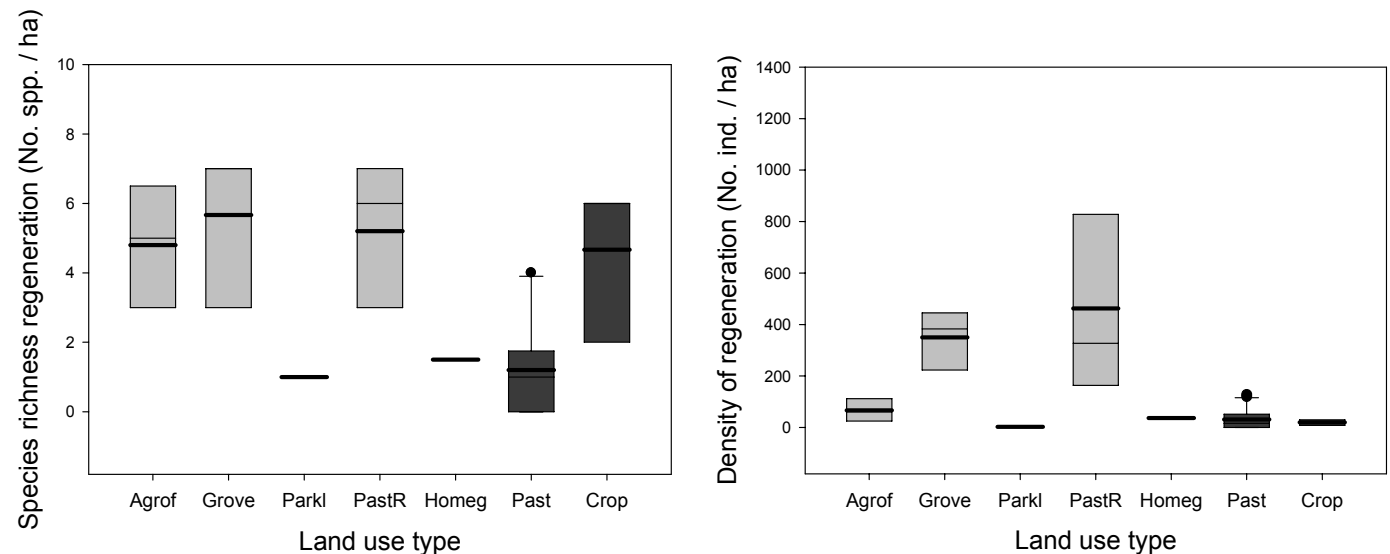 Species richness regeneration (No. spp. / ha)
10
8
6
4
2
0
Agrof Grove Parkl PastR Homeg Past Crop
Land use type
Density of regeneration (No. ind. / ha)
1400
1200
1000
800
600
400
200
0
Agrof Grove Parkl PastR Homeg Past Crop
Land use type